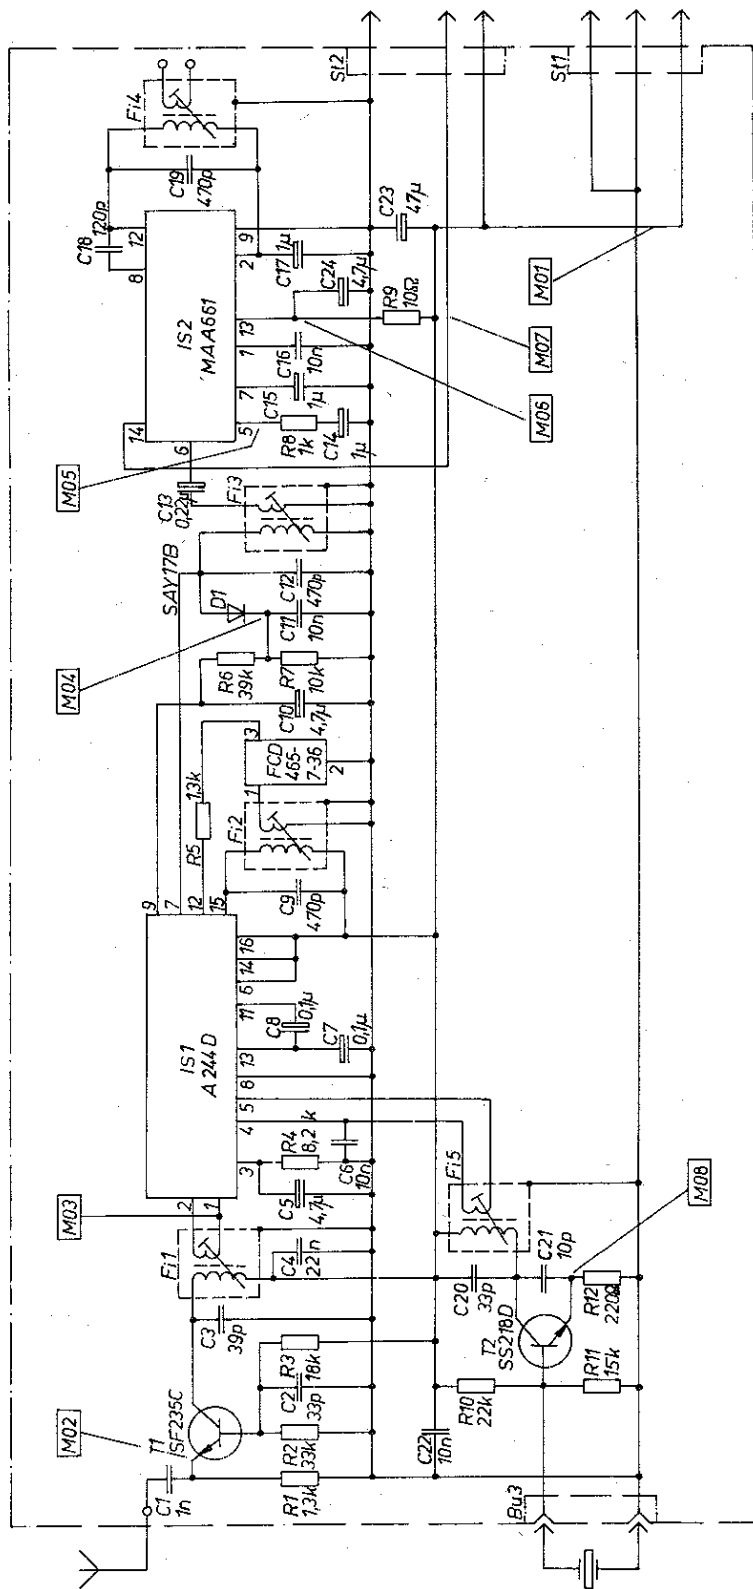 M02
M03
M04
M05
M06
M07
M01
M08
C1
1n
T1
SF235C
R1
1,3k
R2
33k
C2
33p
R3
18k
C3
39p
Fi1
C4
22n
2
1
3
4
5
8
13
11
6
14
16
9
7
12
15
IS1
A244D
C5
4,7µ
R4
8,2k
C6
10n
C7
0,1µ
C8
0,1µ
C9
470p
R5
1,3k
Fi2
1
3
2
FCD
465-
7-36
C10
4,7µ
R6
39k
R7
10k
D1
SAY17B
C11
10n
C12
470p
Fi3
C13
0,22µ
14
6
5
7
1
13
2
9
8
12
IS2
MAA661
R8
1k
C14
1µ
C15
1µ
C16
10n
C24
4,7µ
C17
1µ
R9
10Ω
C18
120p
C19
470p
Fi4
C23
47µ
St2
St1
Bu3
C22
10n
R10
22k
R11
15k
T2
SS218D
R12
220Ω
C20
33p
C21
10p
Fi5